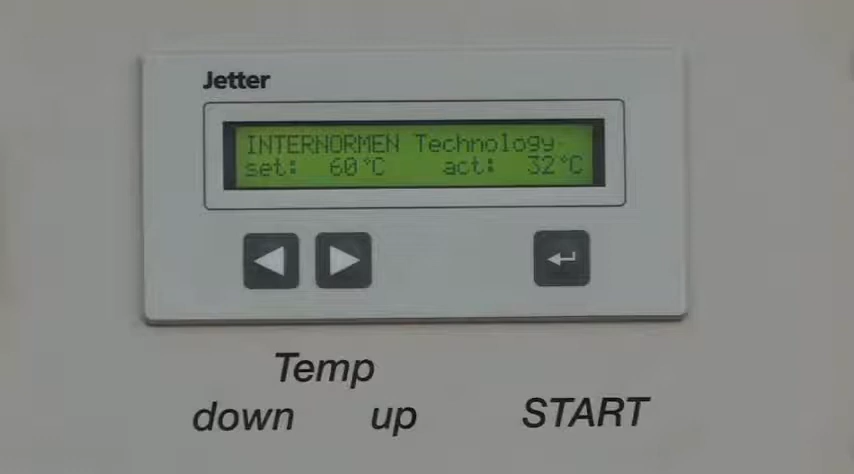 Jetter
INTERNORMEN Technology
set: 60°C act: 32°C
Temp
down up START